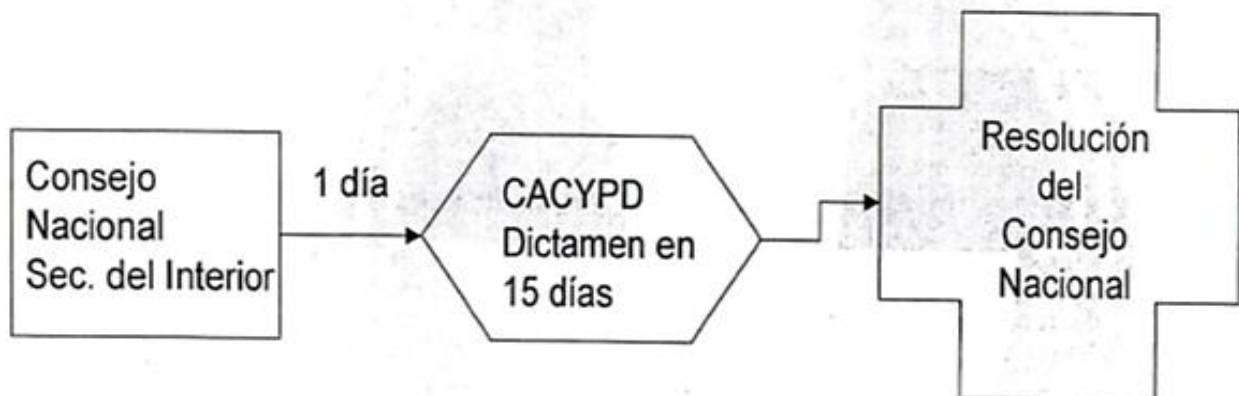 Consejo
Nacional
Sec. del Interior
1 día
CACYPD
Dictamen en
15 días
Resolución
del
Consejo
Nacional